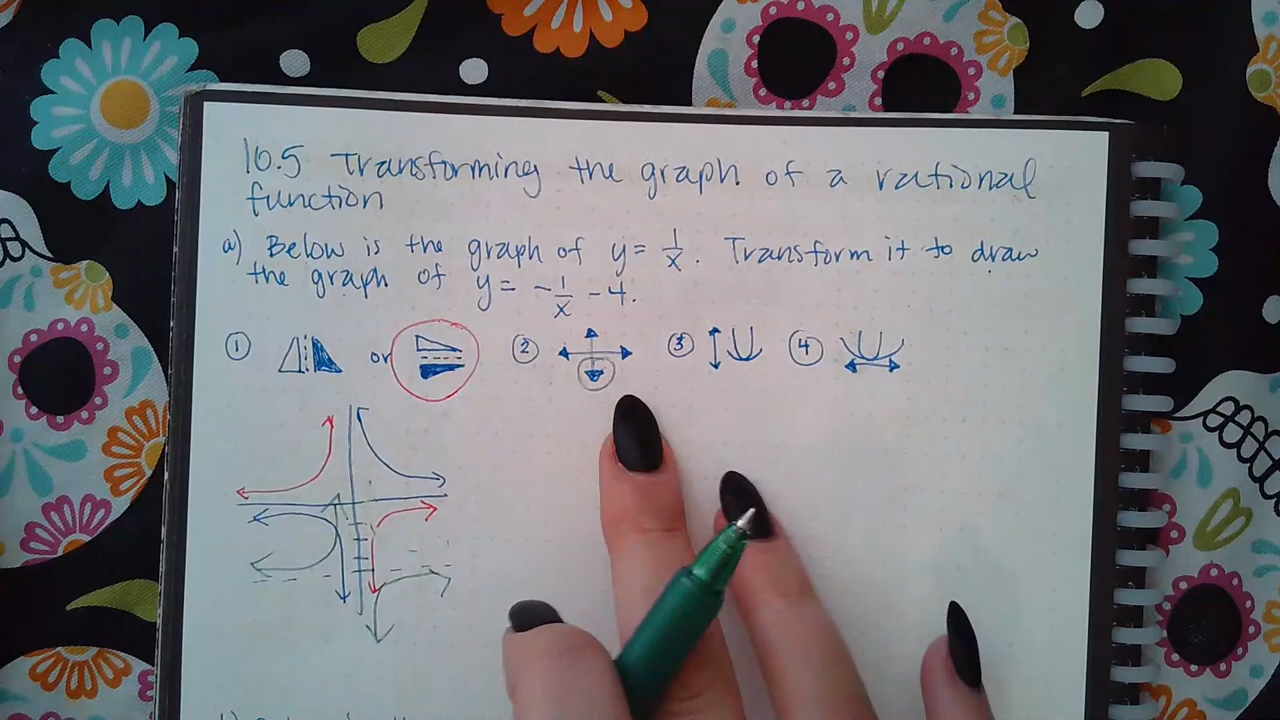 10.5 Transforming the graph of a rational
function
a) Below is the graph of y = 1/x. Transform it to draw
the graph of y = -1/x - 4.
① or ② ③ ④